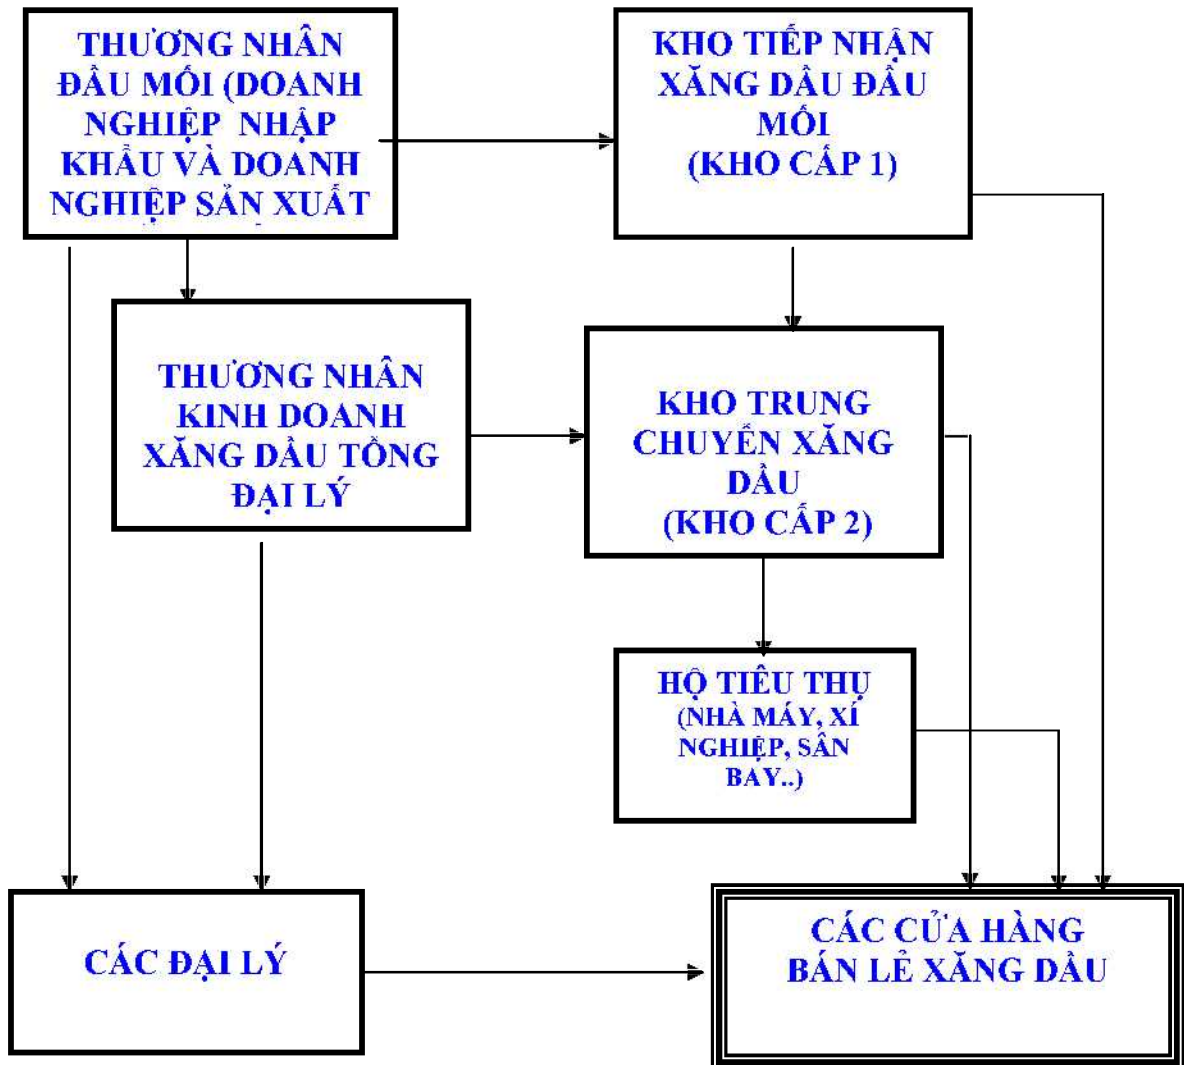 THƯƠNG NHÂN
ĐẦU MỐI (DOANH
NGHIỆP NHẬP
KHẨU VÀ DOANH
NGHIỆP SẢN XUẤT
KHO TIẾP NHẬN
XĂNG DẦU ĐẦU
MỐI
(KHO CẤP 1)
THƯƠNG NHÂN
KINH DOANH
XĂNG DẦU TỔNG
ĐẠI LÝ
KHO TRUNG
CHUYỂN XĂNG
DẦU
(KHO CẤP 2)
HỘ TIÊU THỤ
(NHÀ MÁY, XÍ
NGHIỆP, SÂN
BAY..)
CÁC ĐẠI LÝ
CÁC CỬA HÀNG
BÁN LẺ XĂNG DẦU